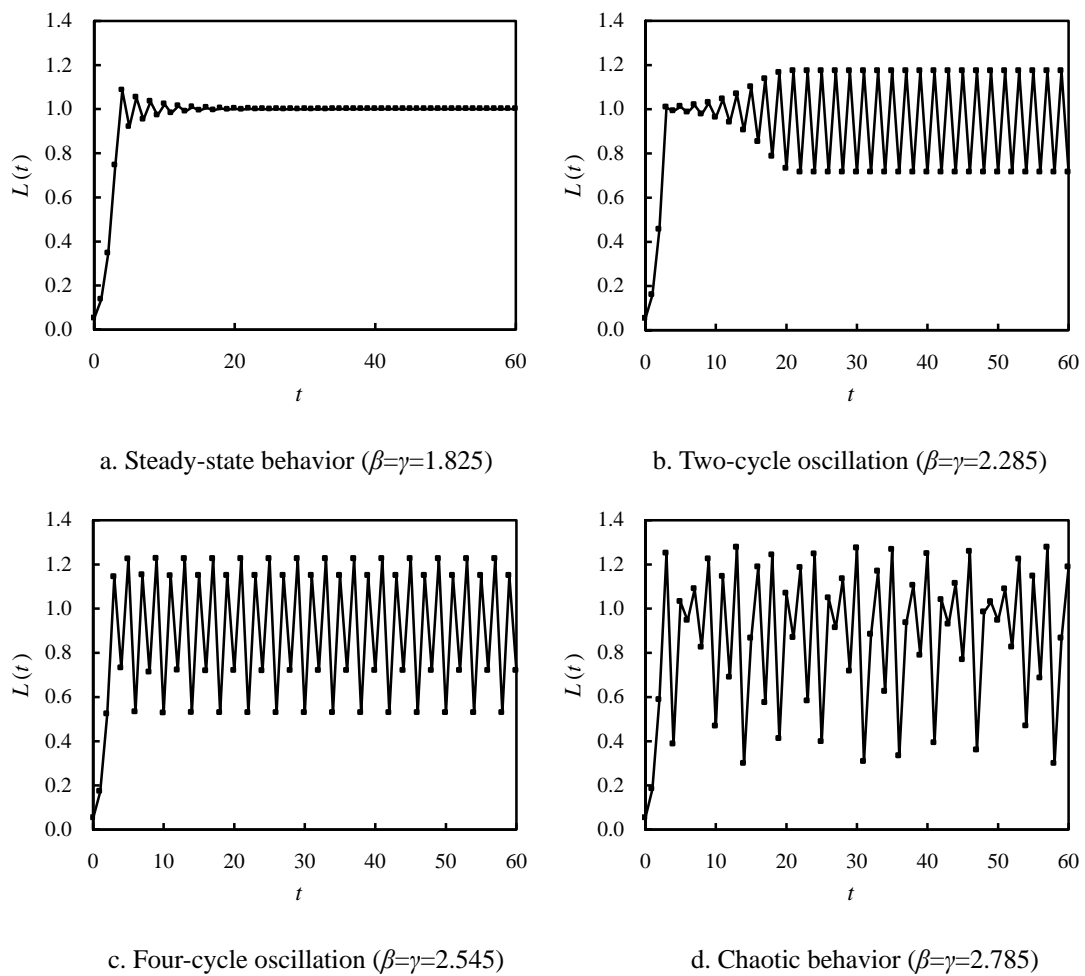 1.4
1.2
1.0
0.8
0.6
0.4
0.2
0.0
L(t)
0 20 40 60
t
a. Steady-state behavior (β=γ=1.825)
1.4
1.2
1.0
0.8
0.6
0.4
0.2
0.0
L(t)
0 10 20 30 40 50 60
t
b. Two-cycle oscillation (β=γ=2.285)
1.4
1.2
1.0
0.8
0.6
0.4
0.2
0.0
L(t)
0 10 20 30 40 50 60
t
c. Four-cycle oscillation (β=γ=2.545)
1.4
1.2
1.0
0.8
0.6
0.4
0.2
0.0
L(t)
0 10 20 30 40 50 60
t
d. Chaotic behavior (β=γ=2.785)